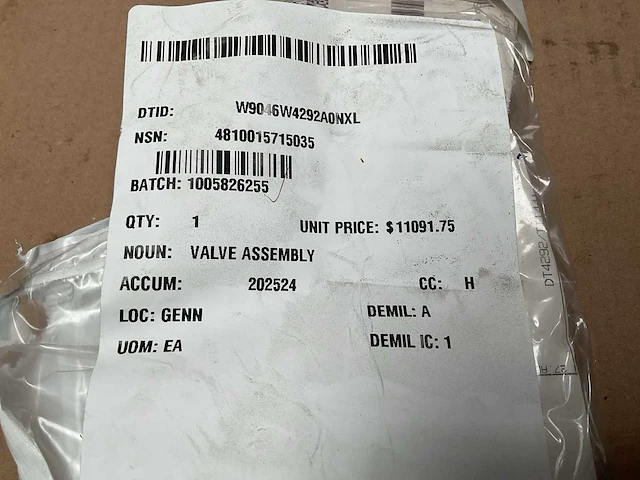 DTID: W9046W4292A0NXL
NSN: 4810015715035
BATCH: 1005826255
QTY: 1 UNIT PRICE: $11091.75
NOUN: VALVE ASSEMBLY
ACCUM: 202524 CC: H
LOC: GENN DEMIL: A
UOM: EA DEMIL IC: 1